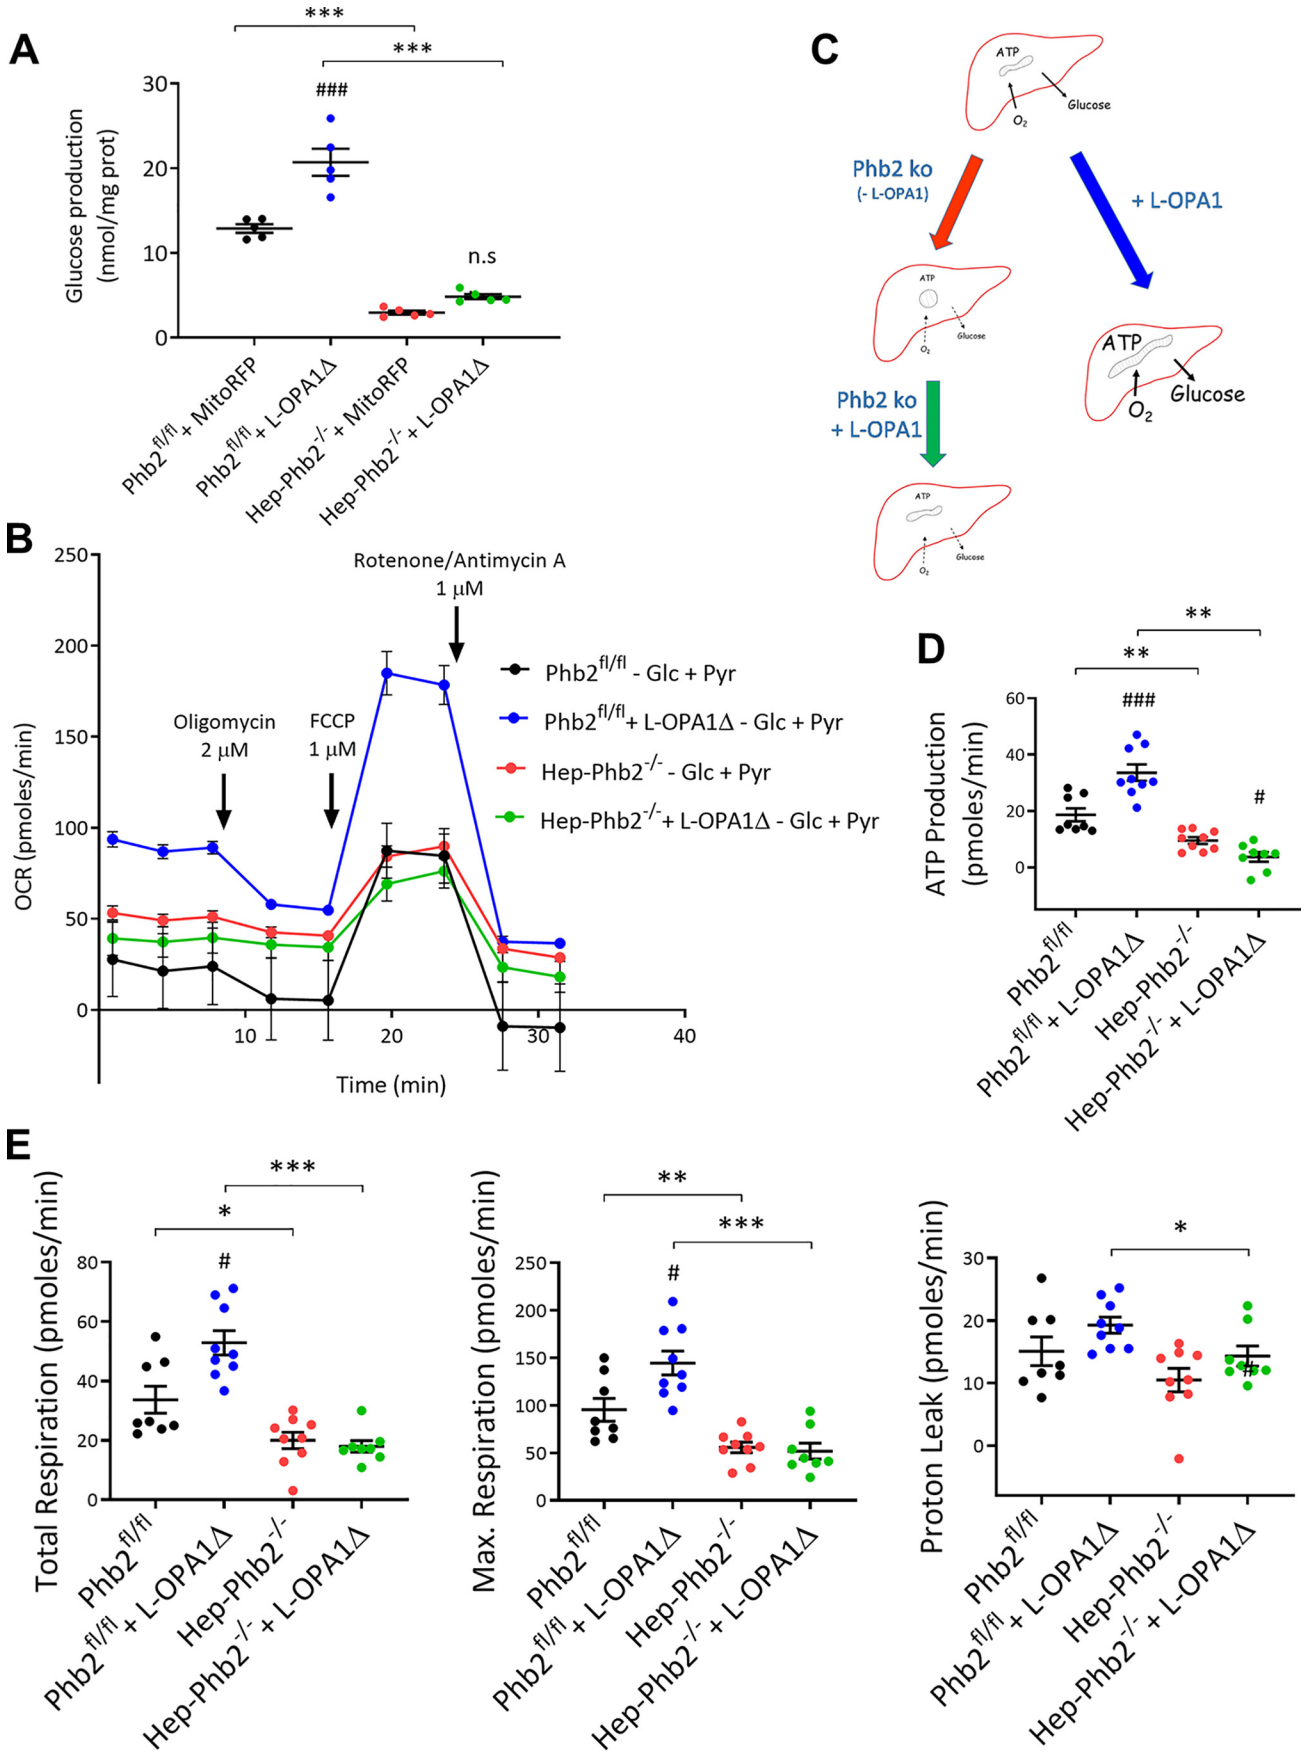 A
***
***
###
n.s
30
20
10
0
Glucose production
(nmol/mg prot)
Phb2fl/fl + MitoRFP
Phb2fl/fl + L-OPA1Δ
Hep-Phb2-/- + MitoRFP
Hep-Phb2-/- + L-OPA1Δ
C
ATP
Glucose
O2
Phb2 ko
(- L-OPA1)
+ L-OPA1
ATP
Glucose
O2
ATP
Glucose
O2
Phb2 ko
+ L-OPA1
ATP
Glucose
O2
B
250
200
150
100
50
0
OCR (pmoles/min)
10
20
30
40
Time (min)
Oligomycin
2 µM
FCCP
1 µM
Rotenone/Antimycin A
1 µM
Phb2fl/fl - Glc + Pyr
Phb2fl/fl + L-OPA1Δ - Glc + Pyr
Hep-Phb2-/- - Glc + Pyr
Hep-Phb2-/- + L-OPA1Δ - Glc + Pyr
D
**
**
###
#
60
40
20
0
ATP Production
(pmoles/min)
Phb2fl/fl
Phb2fl/fl + L-OPA1Δ
Hep-Phb2-/-
Hep-Phb2-/- + L-OPA1Δ
E
***
*
#
80
60
40
20
0
Total Respiration (pmoles/min)
Phb2fl/fl
Phb2fl/fl + L-OPA1Δ
Hep-Phb2-/-
Hep-Phb2-/- + L-OPA1Δ
**
***
#
250
200
150
100
50
0
Max. Respiration (pmoles/min)
Phb2fl/fl
Phb2fl/fl + L-OPA1Δ
Hep-Phb2-/-
Hep-Phb2-/- + L-OPA1Δ
*
#
30
20
10
0
Proton Leak (pmoles/min)
Phb2fl/fl
Phb2fl/fl + L-OPA1Δ
Hep-Phb2-/-
Hep-Phb2-/- + L-OPA1Δ